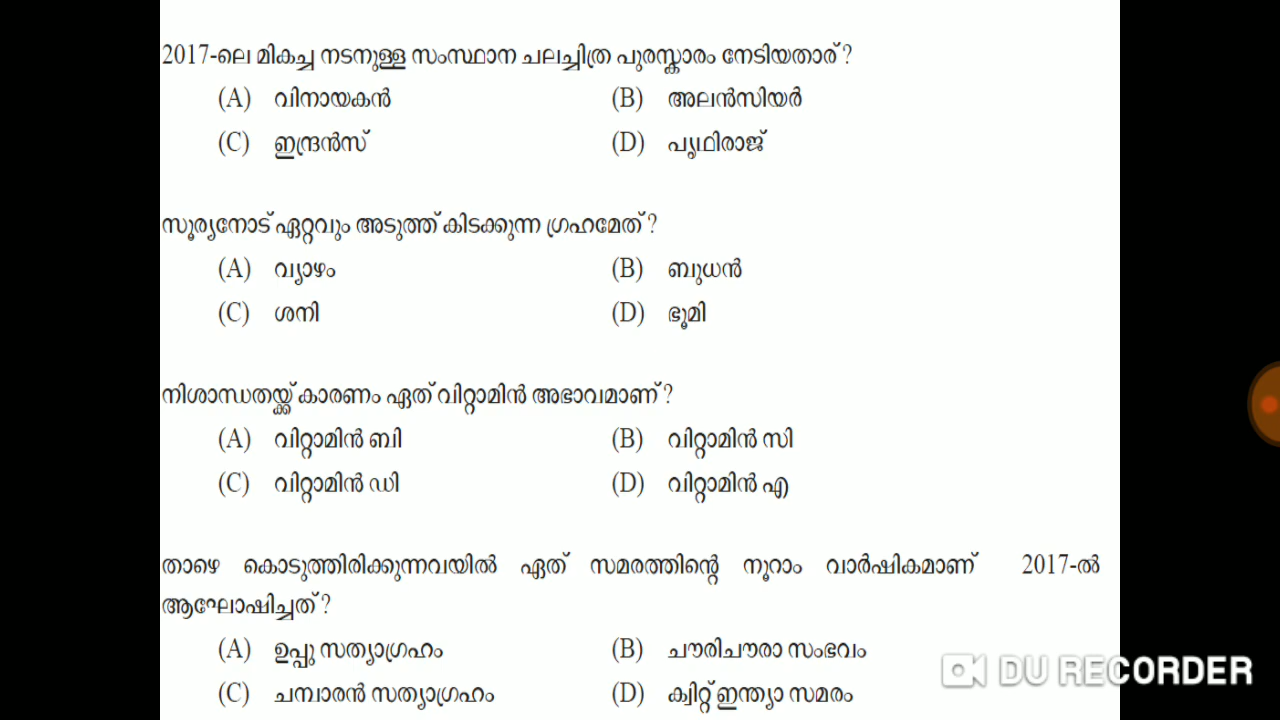 2017-ലെ മികച്ച നടനുള്ള സംസ്ഥാന ചലച്ചിത്ര പുരസ്കാരം നേടിയതാര് ?
(A) വിനായകൻ (B) അലൻസിയർ
(C) ഇന്ദ്രൻസ് (D) പൃഥിരാജ്
സൂര്യനോട് ഏറ്റവും അടുത്ത് കിടക്കുന്ന ഗ്രഹമേത് ?
(A) വ്യാഴം (B) ബുധൻ
(C) ശനി (D) ഭൂമി
നിശാന്ധതയ്ക്ക് കാരണം ഏത് വിറ്റാമിൻ അഭാവമാണ് ?
(A) വിറ്റാമിൻ ബി (B) വിറ്റാമിൻ സി
(C) വിറ്റാമിൻ ഡി (D) വിറ്റാമിൻ എ
താഴെ കൊടുത്തിരിക്കുന്നവയിൽ ഏത് സമരത്തിന്റെ നൂറാം വാർഷികമാണ് 2017-ൽ
ആഘോഷിച്ചത് ?
(A) ഉപ്പു സത്യാഗ്രഹം (B) ചൗരിചൗരാ സംഭവം
(C) ചമ്പാരൻ സത്യാഗ്രഹം (D) ക്വിറ്റ് ഇന്ത്യാ സമരം
DU RECORDER